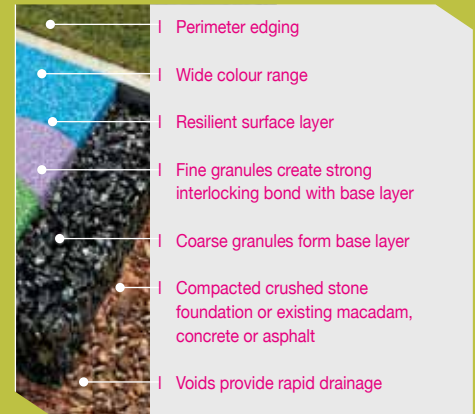 Perimeter edging
Wide colour range
Resilient surface layer
Fine granules create strong
interlocking bond with base layer
Coarse granules form base layer
Compacted crushed stone
foundation or existing macadam,
concrete or asphalt
Voids provide rapid drainage